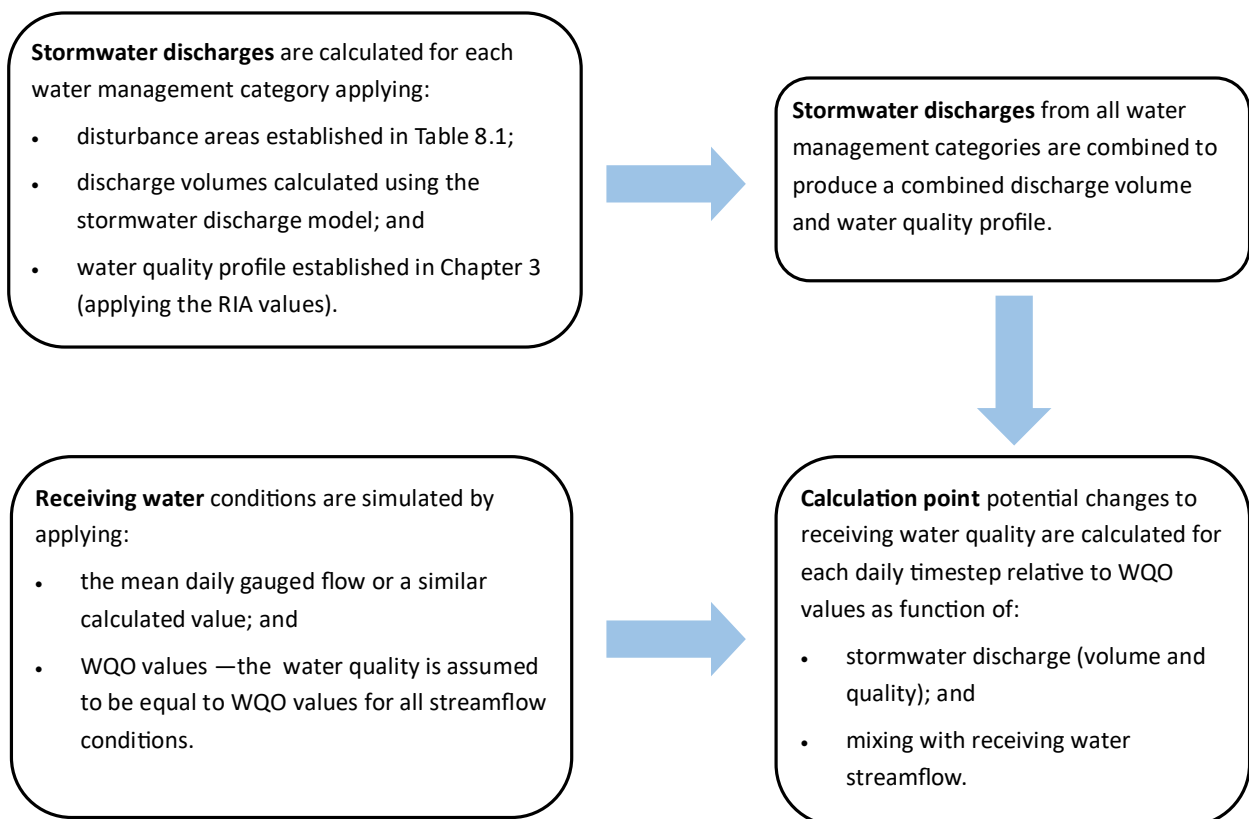 Stormwater discharges are calculated for each
water management category applying:
• disturbance areas established in Table 8.1;
• discharge volumes calculated using the
stormwater discharge model; and
• water quality profile established in Chapter 3
(applying the RIA values).
Stormwater discharges from all water
management categories are combined to
produce a combined discharge volume
and water quality profile.
Receiving water conditions are simulated by
applying:
• the mean daily gauged flow or a similar
calculated value; and
• WQO values —the water quality is assumed
to be equal to WQO values for all streamflow
conditions.
Calculation point potential changes to
receiving water quality are calculated for
each daily timestep relative to WQO
values as function of:
• stormwater discharge (volume and
quality); and
• mixing with receiving water
streamflow.